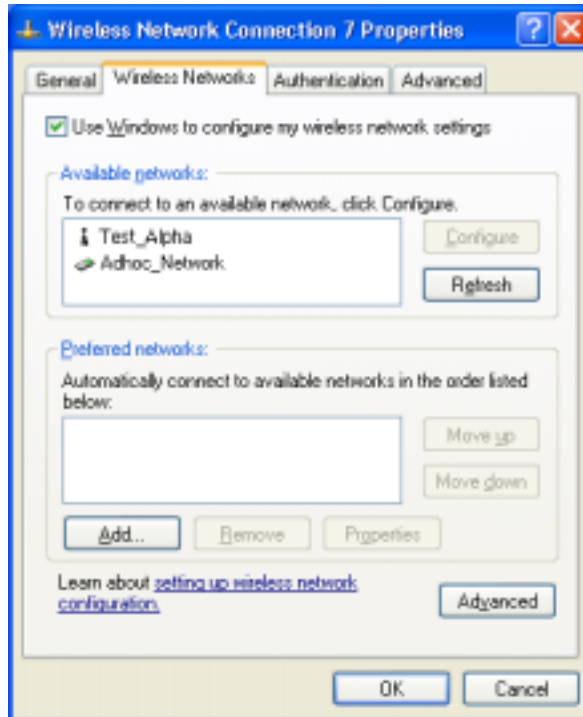 Wireless Network Connection 7 Properties
General Wireless Networks Authentication Advanced
Use Windows to configure my wireless network settings
Available networks:
To connect to an available network, click Configure.
Test_Alpha
Configure
Adhoc_Network
Refresh
Preferred networks:
Automatically connect to available networks in the order listed
below:
Move up
Move down
Add... Remove Properties
Learn about setting up wireless network
configuration.
Advanced
OK Cancel